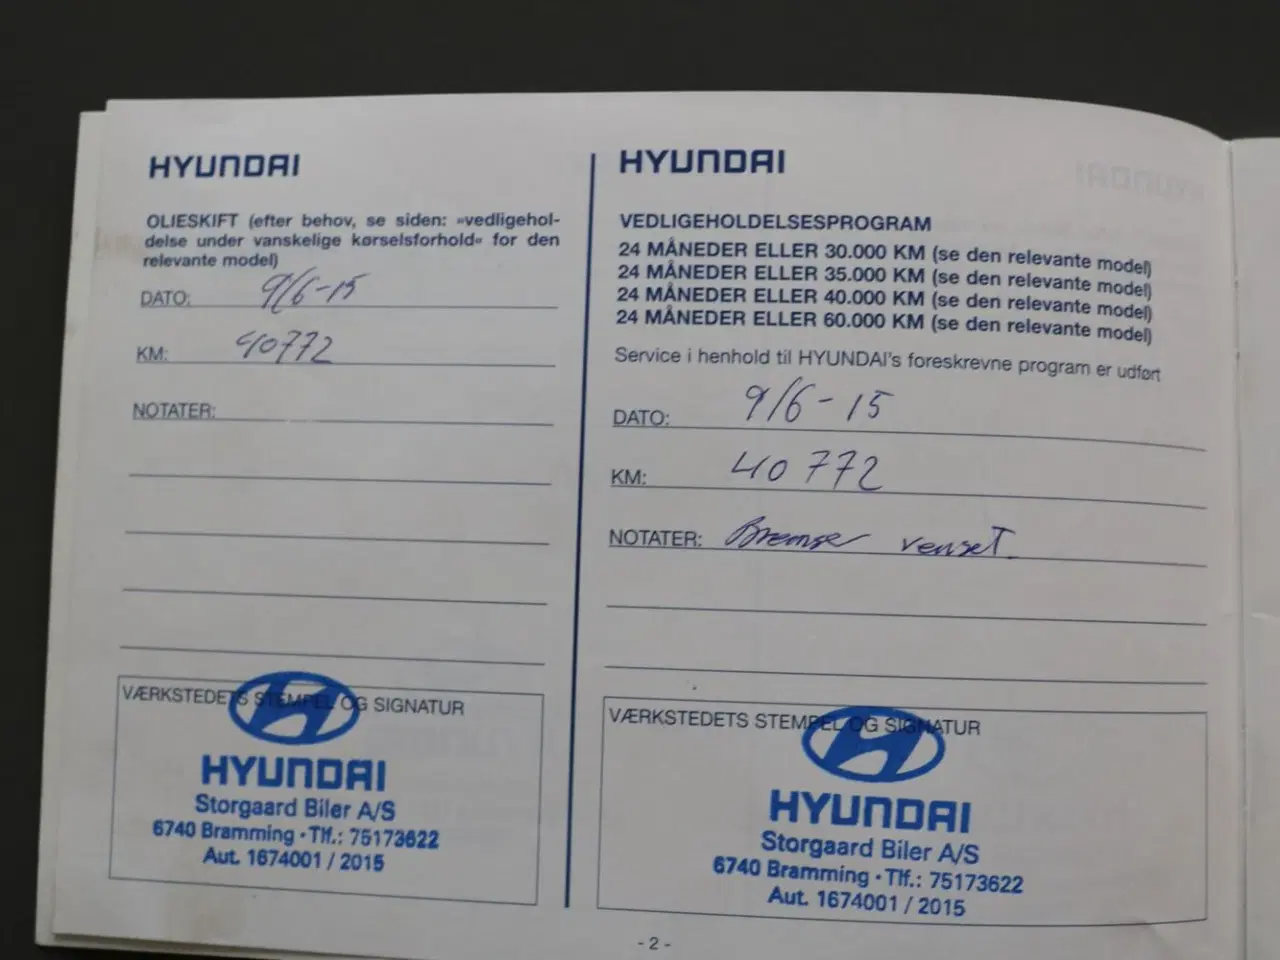 HYUNDAI
OLIESKIFT (efter behov, se siden: »vedligehol-
delse under vanskelige kørselsforhold« for den
relevante model)
DATO: 9/6-15
KM: 40772
NOTATER:
VÆRKSTEDETS STEMPEL OG SIGNATUR
HYUNDAI
Storgaard Biler A/S
6740 Bramming · Tlf.: 75173622
Aut. 1674001 / 2015
HYUNDAI
VEDLIGEHOLDELSESPROGRAM
24 MÅNEDER ELLER 30.000 KM (se den relevante model)
24 MÅNEDER ELLER 35.000 KM (se den relevante model)
24 MÅNEDER ELLER 40.000 KM (se den relevante model)
24 MÅNEDER ELLER 60.000 KM (se den relevante model)
Service i henhold til HYUNDAI's foreskrevne program er udført
DATO: 9/6-15
KM: 40772
NOTATER: Bremser renset
VÆRKSTEDETS STEMPEL OG SIGNATUR
HYUNDAI
Storgaard Biler A/S
6740 Bramming · Tlf.: 75173622
Aut. 1674001 / 2015
- 2 -